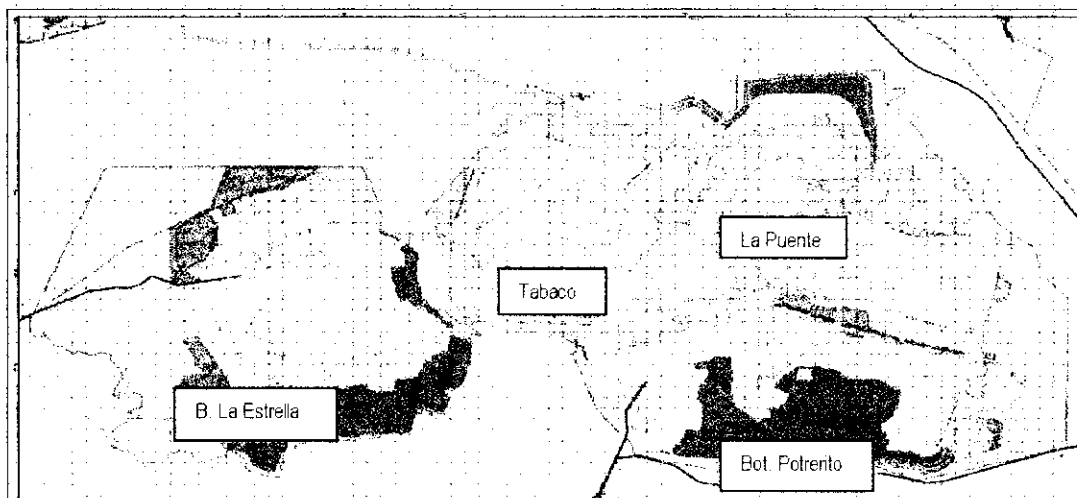 La Puente
Tabaco
B. La Estrella
Bot. Potrerito